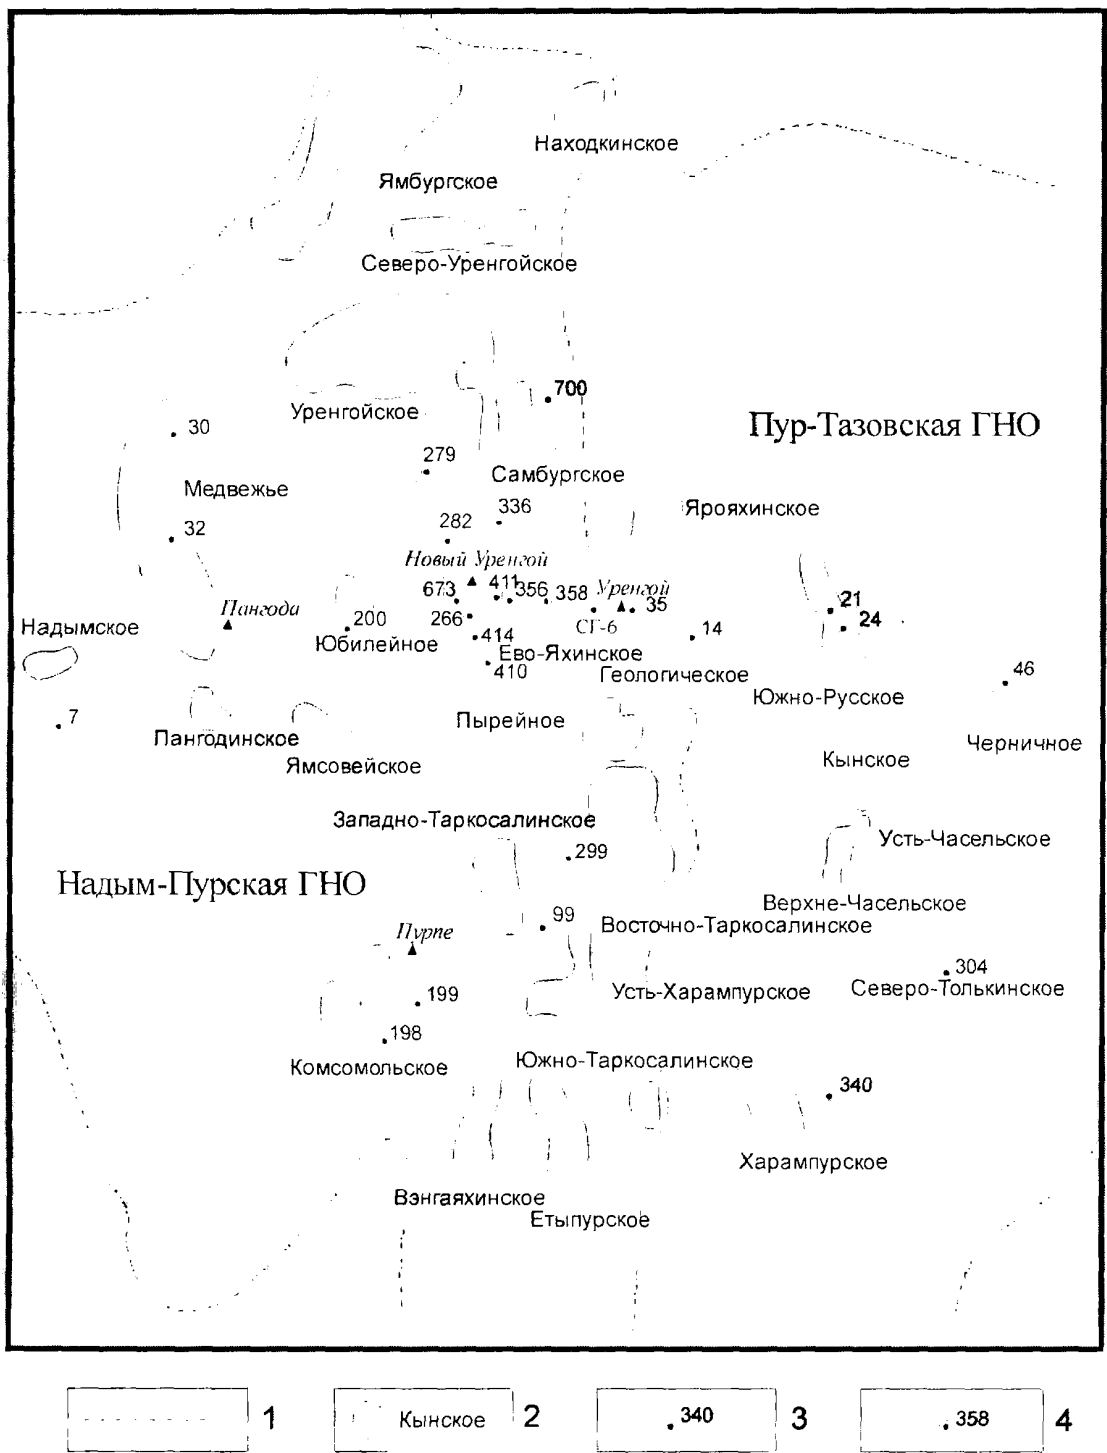 Находкинское
Ямбургское
Северо-Уренгойское
700
Уренгойское
30
Пур-Тазовская ГНО
279
Самбургское
Медвежье
336
Ярояхинское
282
32
Новый Уренгой
673
411
356
358
Уренгой
35
21
Пангода
200
266
СГ-6
24
Надымское
414
14
Юбилейное
Ево-Яхинское
410
Геологическое
46
7
Южно-Русское
Пырейное
Пангодинское
Черничное
Ямсовейское
Кынское
Западно-Таркосалинское
299
Усть-Часельское
Надым-Пурская ГНО
Верхне-Часельское
99
Восточно-Таркосалинское
Пурпе
304
199
Усть-Харампурское
Северо-Толькинское
198
Комсомольское
Южно-Таркосалинское
340
Харампурское
Вэнгаяхинское
Етыпурское
1
Кынское 2
340 3
358 4